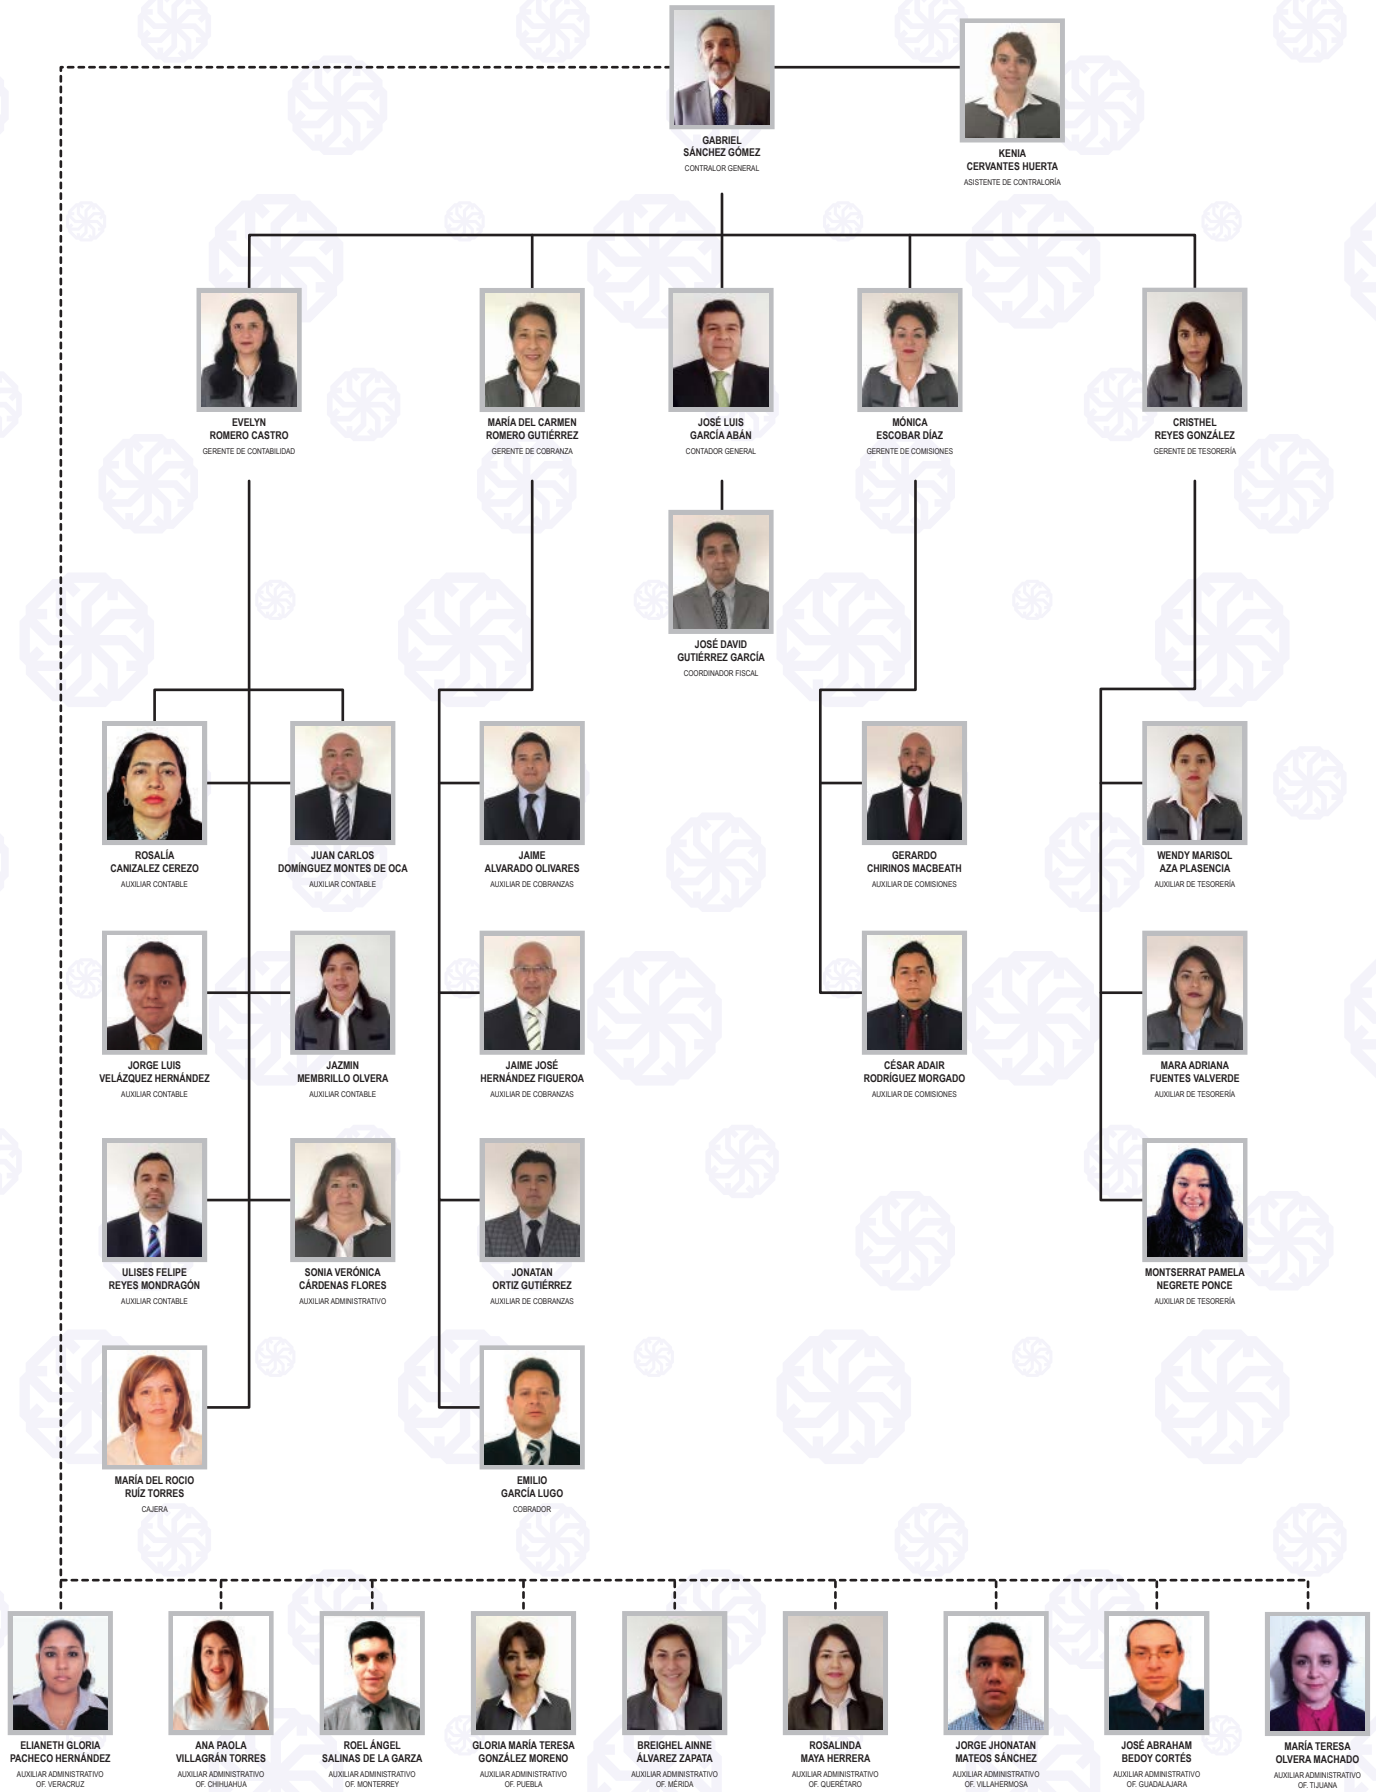 GABRIEL
SÁNCHEZ GÓMEZ
CONTRALOR GENERAL
KENIA
CERVANTES HUERTA
ASISTENTE DE CONTRALORÍA
EVELYN
ROMERO CASTRO
GERENTE DE CONTABILIDAD
MARÍA DEL CARMEN
ROMERO GUTIÉRREZ
GERENTE DE COBRANZA
JOSÉ LUIS
GARCÍA ABÁN
CONTADOR GENERAL
MÓNICA
ESCOBAR DÍAZ
GERENTE DE COMISIONES
CRISTHEL
REYES GONZÁLEZ
GERENTE DE TESORERÍA
JOSÉ DAVID
GUTIÉRREZ GARCÍA
COORDINADOR FISCAL
ROSALÍA
CANIZALEZ CEREZO
AUXILIAR CONTABLE
JUAN CARLOS
DOMÍNGUEZ MONTES DE OCA
AUXILIAR CONTABLE
JAIME
ALVARADO OLIVARES
AUXILIAR DE COBRANZAS
GERARDO
CHIRINOS MACBEATH
AUXILIAR DE COMISIONES
WENDY MARISOL
AZA PLASENCIA
AUXILIAR DE TESORERÍA
JORGE LUIS
VELÁZQUEZ HERNÁNDEZ
AUXILIAR CONTABLE
JAZMIN
MEMBRILLO OLVERA
AUXILIAR CONTABLE
JAIME JOSÉ
HERNÁNDEZ FIGUEROA
AUXILIAR DE COBRANZAS
CÉSAR ADAIR
RODRÍGUEZ MORGADO
AUXILIAR DE COMISIONES
MARA ADRIANA
FUENTES VALVERDE
AUXILIAR DE TESORERÍA
ULISES FELIPE
REYES MONDRAGÓN
AUXILIAR CONTABLE
SONIA VERÓNICA
CÁRDENAS FLORES
AUXILIAR ADMINISTRATIVO
JONATAN
ORTIZ GUTIÉRREZ
AUXILIAR DE COBRANZAS
MONTSERRAT PAMELA
NEGRETE PONCE
AUXILIAR DE TESORERÍA
MARÍA DEL ROCIO
RUÍZ TORRES
CAJERA
EMILIO
GARCÍA LUGO
COBRADOR
ELIANETH GLORIA
PACHECO HERNÁNDEZ
AUXILIAR ADMINISTRATIVO
OF. VERACRUZ
ANA PAOLA
VILLAGRÁN TORRES
AUXILIAR ADMINISTRATIVO
OF. CHIHUAHUA
ROEL ÁNGEL
SALINAS DE LA GARZA
AUXILIAR ADMINISTRATIVO
OF. MONTERREY
GLORIA MARÍA TERESA
GONZÁLEZ MORENO
AUXILIAR ADMINISTRATIVO
OF. PUEBLA
BREIGHEL AINNE
ÁLVAREZ ZAPATA
AUXILIAR ADMINISTRATIVO
OF. MÉRIDA
ROSALINDA
MAYA HERRERA
AUXILIAR ADMINISTRATIVO
OF. QUERÉTARO
JORGE JHONATAN
MATEOS SÁNCHEZ
AUXILIAR ADMINISTRATIVO
OF. VILLAHERMOSA
JOSÉ ABRAHAM
BEDOY CORTÉS
AUXILIAR ADMINISTRATIVO
OF. GUADALAJARA
MARÍA TERESA
OLVERA MACHADO
AUXILIAR ADMINISTRATIVO
OF. TIJUANA